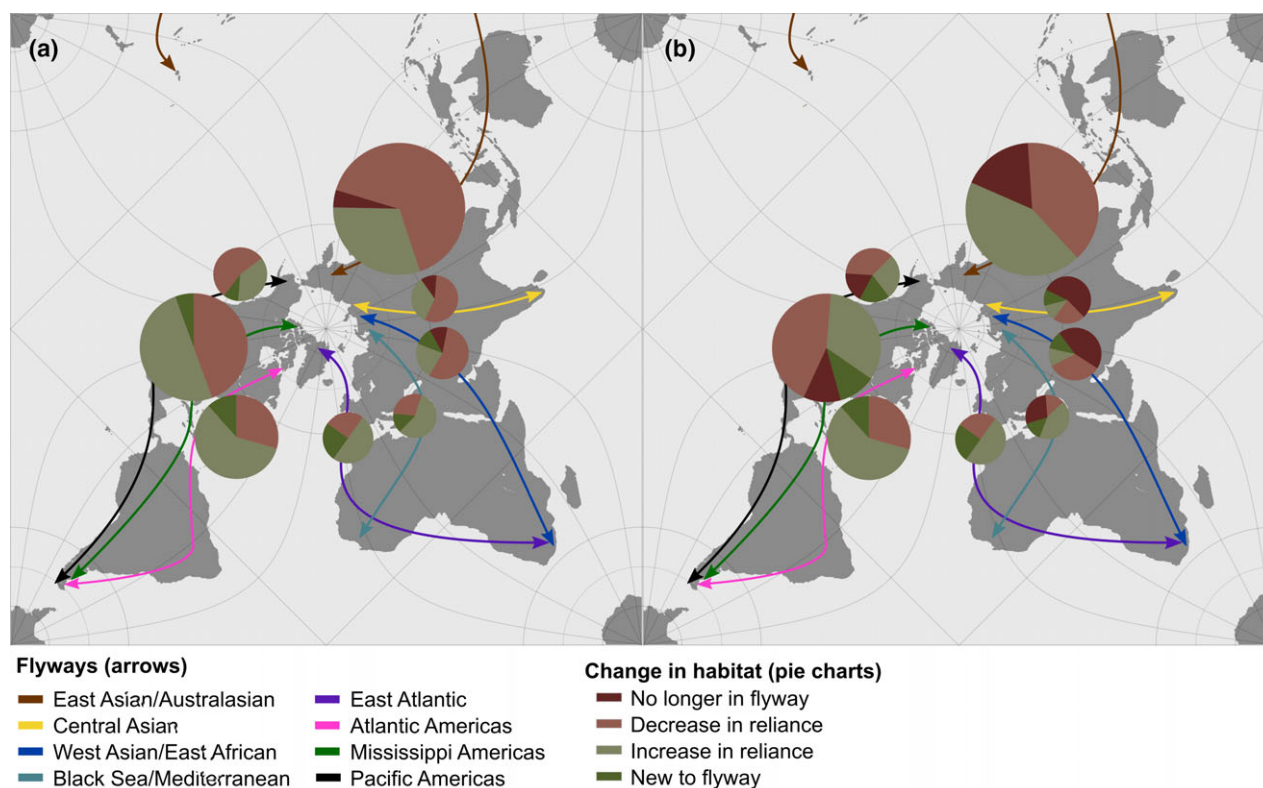 (a)
(b)
Flyways (arrows)
East Asian/Australasian
Central Asian
West Asian/East African
Black Sea/Mediterranean
East Atlantic
Atlantic Americas
Mississippi Americas
Pacific Americas
Change in habitat (pie charts)
No longer in flyway
Decrease in reliance
Increase in reliance
New to flyway